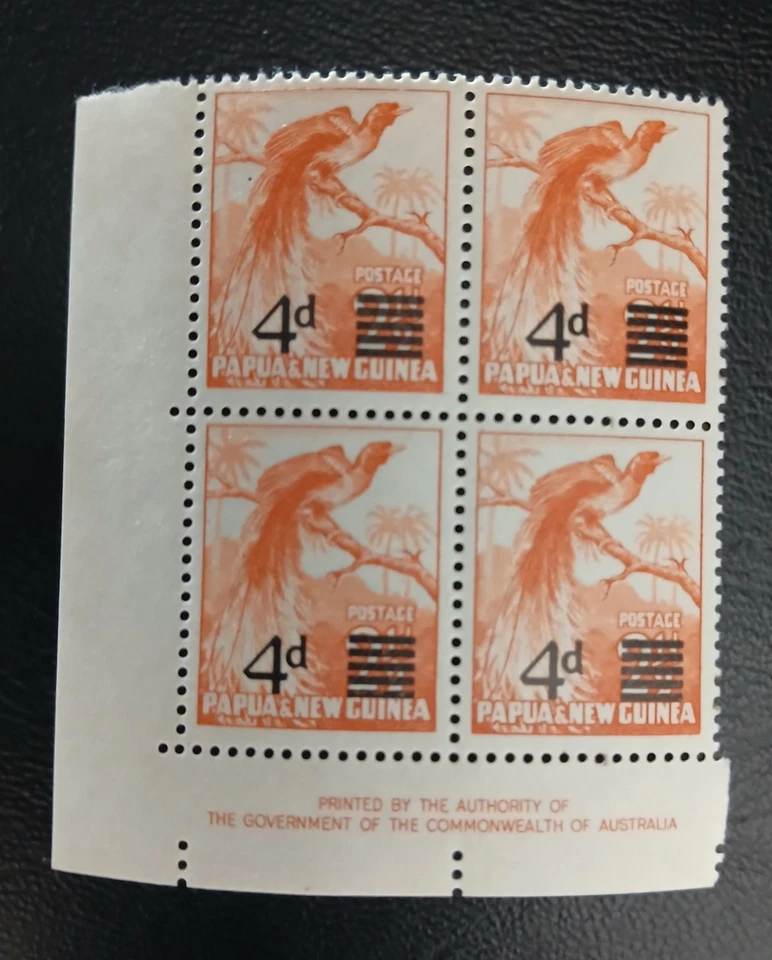 POSTAGE
4d
PAPUA & NEW GUINEA
POSTAGE
4d
PAPUA & NEW GUINEA
POSTAGE
4d
PAPUA & NEW GUINEA
POSTAGE
4d
PAPUA & NEW GUINEA
PRINTED BY THE AUTHORITY OF
THE GOVERNMENT OF THE COMMONWEALTH OF AUSTRALIA